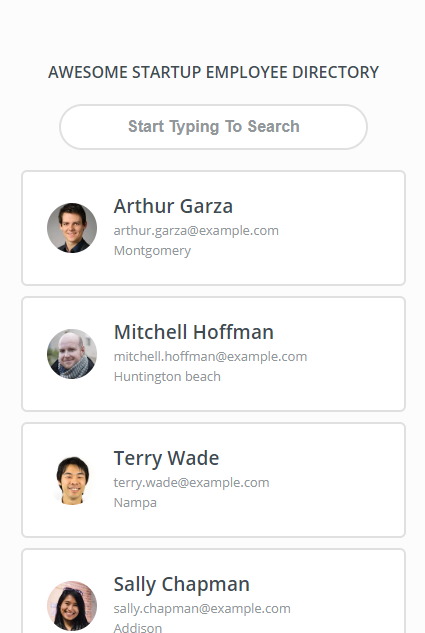 AWESOME STARTUP EMPLOYEE DIRECTORY
Start Typing To Search
Arthur Garza
arthur.garza@example.com
Montgomery
Mitchell Hoffman
mitchell.hoffman@example.com
Huntington beach
Terry Wade
terry.wade@example.com
Nampa
Sally Chapman
sally.chapman@example.com
Addison